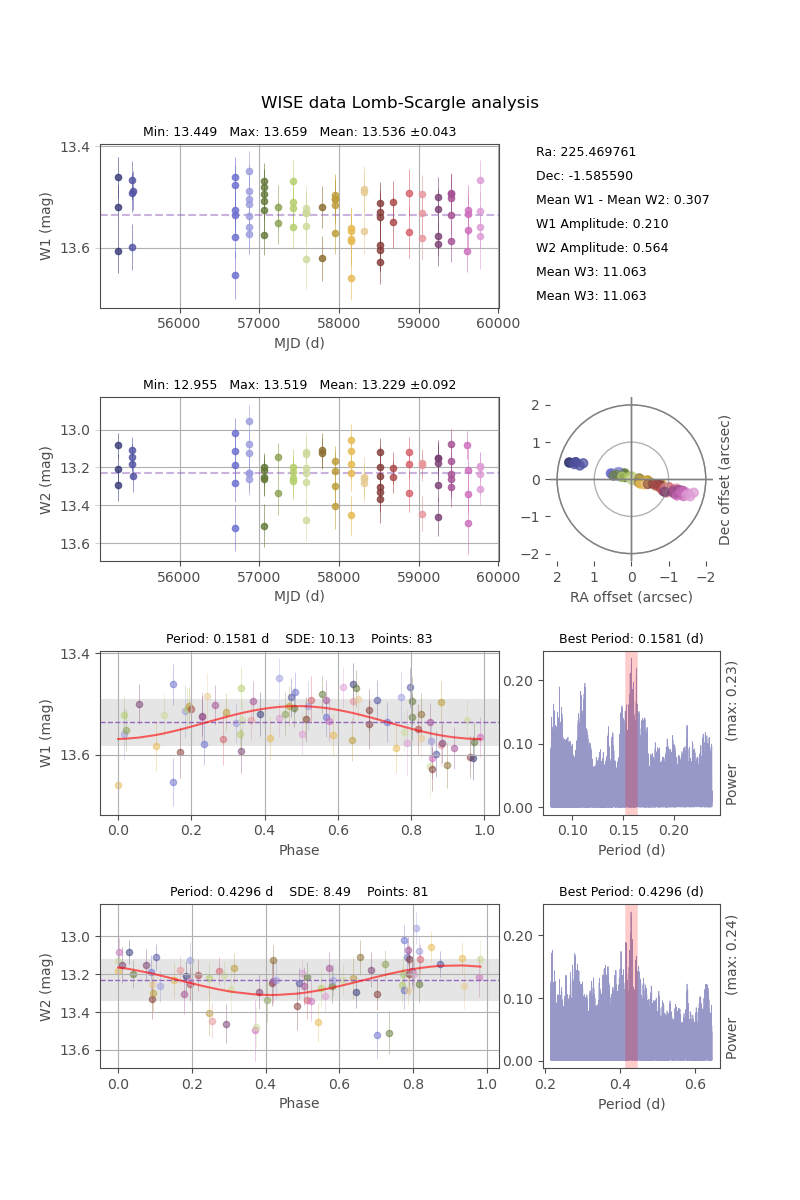 WISE data Lomb-Scargle analysis
Min: 13.449   Max: 13.659   Mean: 13.536 ±0.043
13.4
13.6
W1 (mag)
56000 57000 58000 59000 60000
MJD (d)
Ra: 225.469761
Dec: -1.585590
Mean W1 - Mean W2: 0.307
W1 Amplitude: 0.210
W2 Amplitude: 0.564
Mean W3: 11.063
Mean W3: 11.063
Min: 12.955   Max: 13.519   Mean: 13.229 ±0.092
13.0
13.2
13.4
13.6
W2 (mag)
56000 57000 58000 59000 60000
MJD (d)
2
1
0
−1
−2
2 1 0 −1 −2
RA offset (arcsec)
Dec offset (arcsec)
Period: 0.1581 d    SDE: 10.13    Points: 83
13.4
13.6
W1 (mag)
0.0 0.2 0.4 0.6 0.8 1.0
Phase
Best Period: 0.1581 (d)
0.20
0.10
0.00
0.10 0.15 0.20
Period (d)
Power    (max: 0.23)
Period: 0.4296 d    SDE: 8.49    Points: 81
13.0
13.2
13.4
13.6
W2 (mag)
0.0 0.2 0.4 0.6 0.8 1.0
Phase
Best Period: 0.4296 (d)
0.20
0.10
0.00
0.2 0.4 0.6
Period (d)
Power    (max: 0.24)